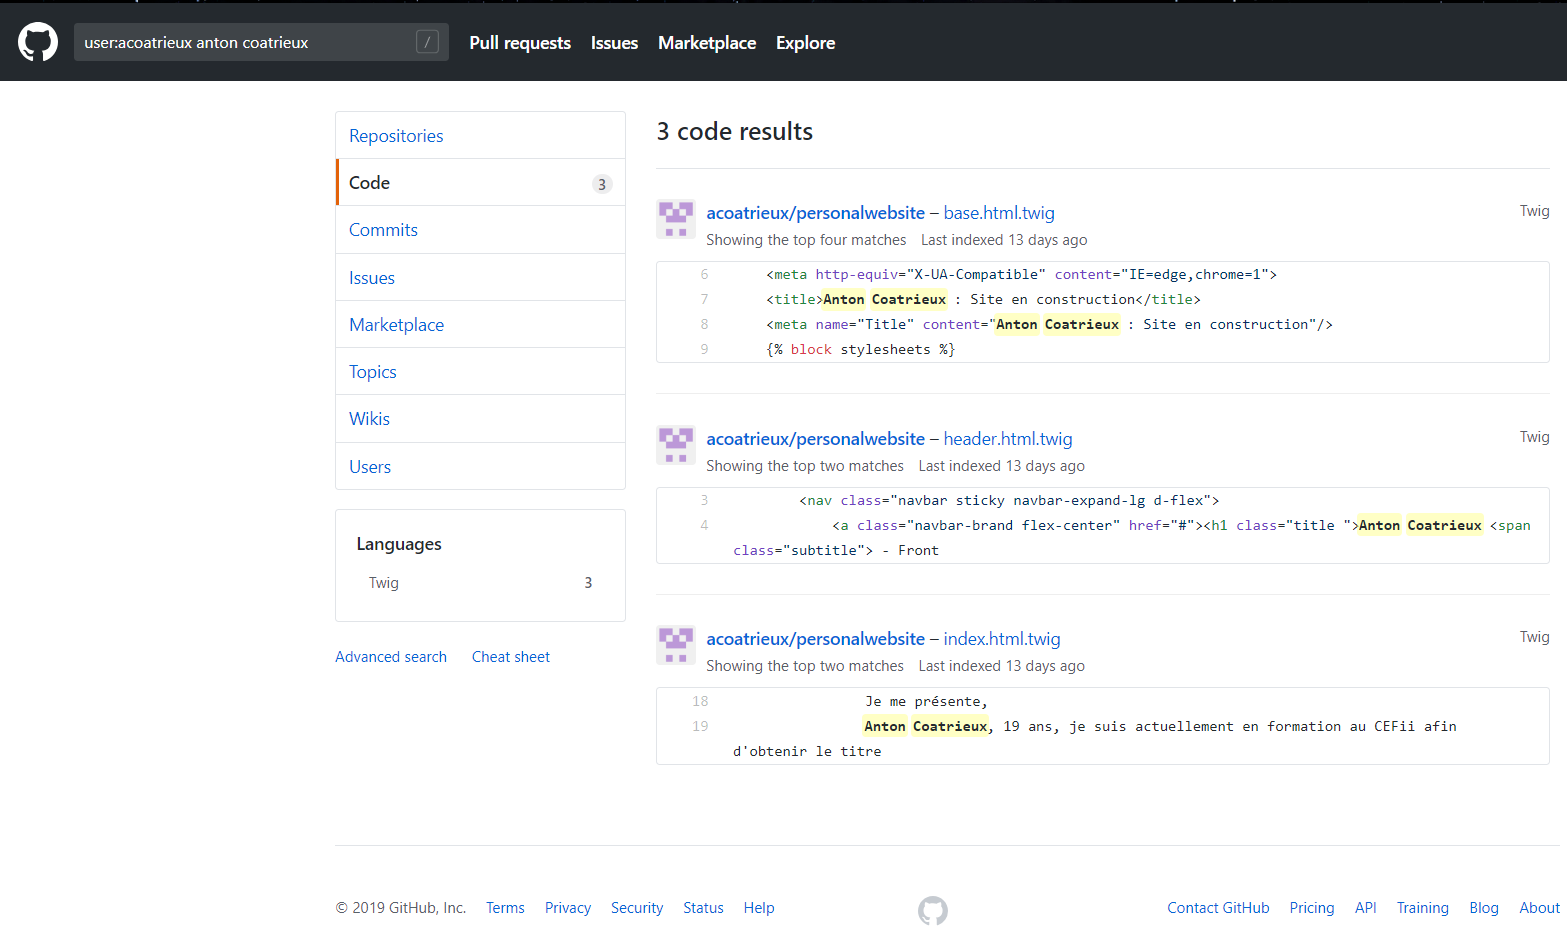 user:acoatrieux anton coatrieux /
Pull requests Issues Marketplace Explore
Repositories
Code 3
Commits
Issues
Marketplace
Topics
Wikis
Users
Languages
Twig 3
Advanced search Cheat sheet
3 code results
acoatrieux/personalwebsite – base.html.twig Twig
Showing the top four matches Last indexed 13 days ago
6 <meta http-equiv="X-UA-Compatible" content="IE=edge,chrome=1">
7 <title>Anton Coatrieux : Site en construction</title>
8 <meta name="Title" content="Anton Coatrieux : Site en construction"/>
9 {% block stylesheets %}
acoatrieux/personalwebsite – header.html.twig Twig
Showing the top two matches Last indexed 13 days ago
3 <nav class="navbar sticky navbar-expand-lg d-flex">
4 <a class="navbar-brand flex-center" href="#"><h1 class="title ">Anton Coatrieux <span
class="subtitle"> - Front
acoatrieux/personalwebsite – index.html.twig Twig
Showing the top two matches Last indexed 13 days ago
18 Je me présente,
19 Anton Coatrieux, 19 ans, je suis actuellement en formation au CEFii afin
d'obtenir le titre
© 2019 GitHub, Inc. Terms Privacy Security Status Help Contact GitHub Pricing API Training Blog About